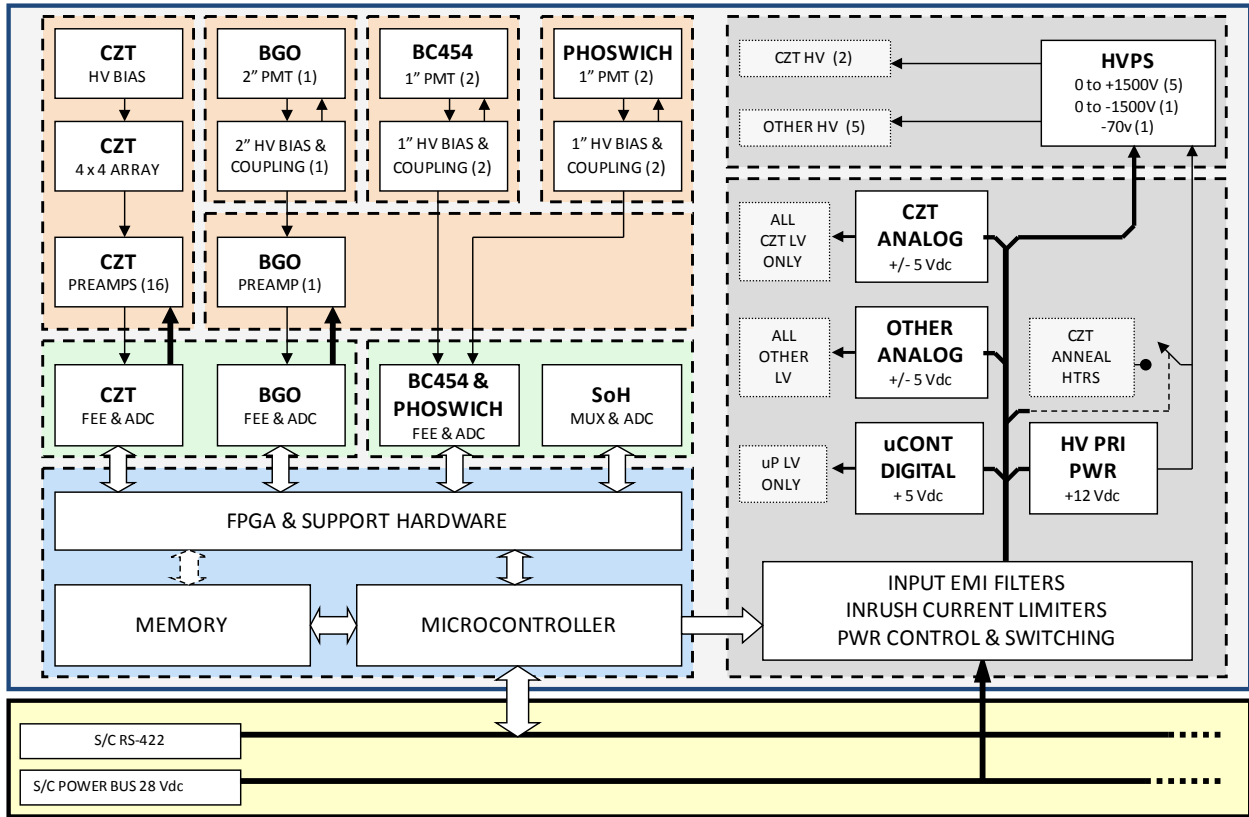 CZT
HV BIAS
CZT
4 x 4 ARRAY
CZT
PREAMPS (16)
BGO
2” PMT (1)
2” HV BIAS &
COUPLING (1)
BGO
PREAMP (1)
BC454
1” PMT (2)
1” HV BIAS &
COUPLING (2)
PHOSWICH
1” PMT (2)
1” HV BIAS &
COUPLING (2)
CZT
FEE & ADC
BGO
FEE & ADC
BC454 &
PHOSWICH
FEE & ADC
SoH
MUX & ADC
FPGA & SUPPORT HARDWARE
MEMORY
MICROCONTROLLER
CZT HV (2)
OTHER HV (5)
HVPS
0 to +1500V (5)
0 to -1500V (1)
-70v (1)
ALL
CZT LV
ONLY
CZT
ANALOG
+/- 5 Vdc
ALL
OTHER
LV
OTHER
ANALOG
+/- 5 Vdc
CZT
ANNEAL
HTRS
uP LV
ONLY
uCONT
DIGITAL
+ 5 Vdc
HV PRI
PWR
+12 Vdc
INPUT EMI FILTERS
INRUSH CURRENT LIMITERS
PWR CONTROL & SWITCHING
S/C RS-422
S/C POWER BUS 28 Vdc